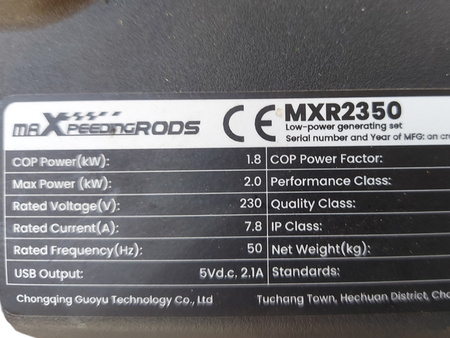 maXpeedingRODS CE MXR2350
Low-power generating set
Serial number and Year of MFG: an
COP Power(kW): 1.8 COP Power Factor:
Max Power (kW): 2.0 Performance Class:
Rated Voltage(V): 230 Quality Class:
Rated Current(A): 7.8 IP Class:
Rated Frequency(Hz): 50 Net Weight(kg):
USB Output: 5Vd.c. 2.1A Standards:
Chongqing Guoyu Technology Co., Ltd Tuchang Town, Hechuan District,